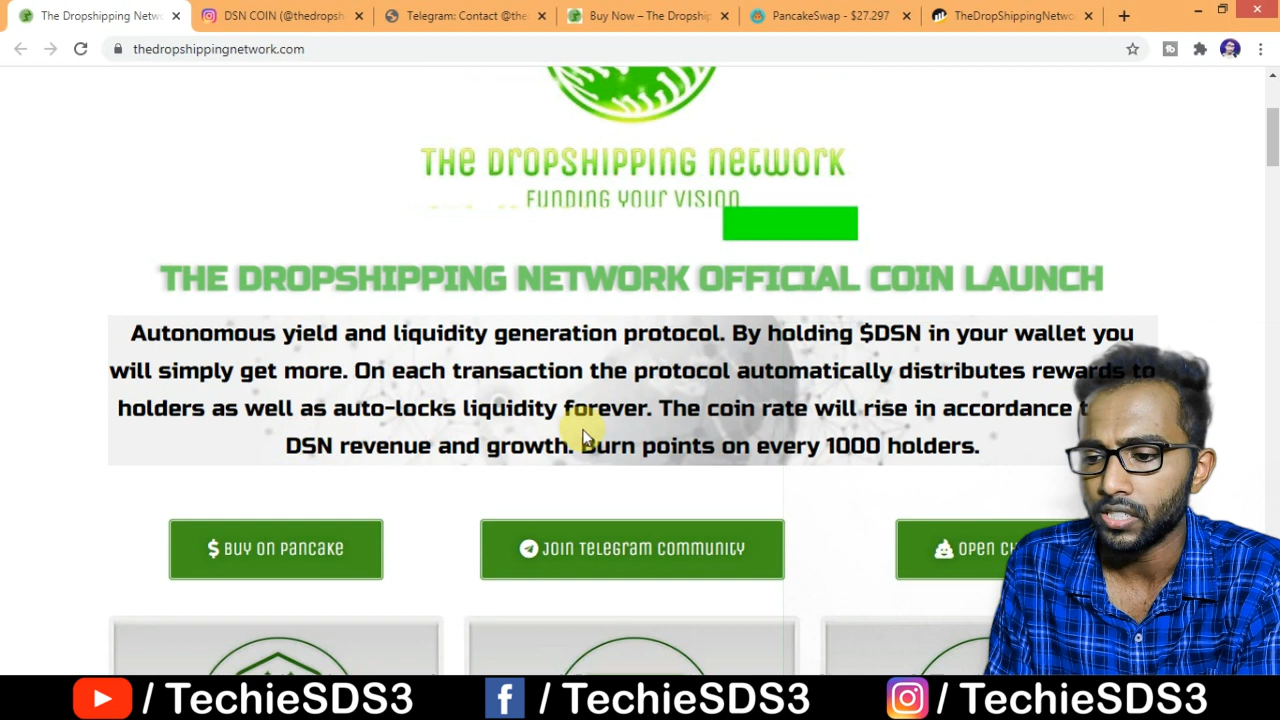 The Dropshipping Netwo
DSN COIN (@thedropsh
Telegram: Contact @the
Buy Now – The Dropship
PancakeSwap - $27.297
TheDropShippingNetwo
thedropshippingnetwork.com
THE DROPSHIPPING NETWORK
FUNDING YOUR VISION
THE DROPSHIPPING NETWORK OFFICIAL COIN LAUNCH
Autonomous yield and liquidity generation protocol. By holding $DSN in your wallet you
will simply get more. On each transaction the protocol automatically distributes rewards to
holders as well as auto-locks liquidity forever. The coin rate will rise in accordance
DSN revenue and growth. Burn points on every 1000 holders.
$ BUY ON PANCAKE
JOIN TELEGRAM COMMUNITY
OPEN
/ TechieSDS3
/ TechieSDS3
/ TechieSDS3